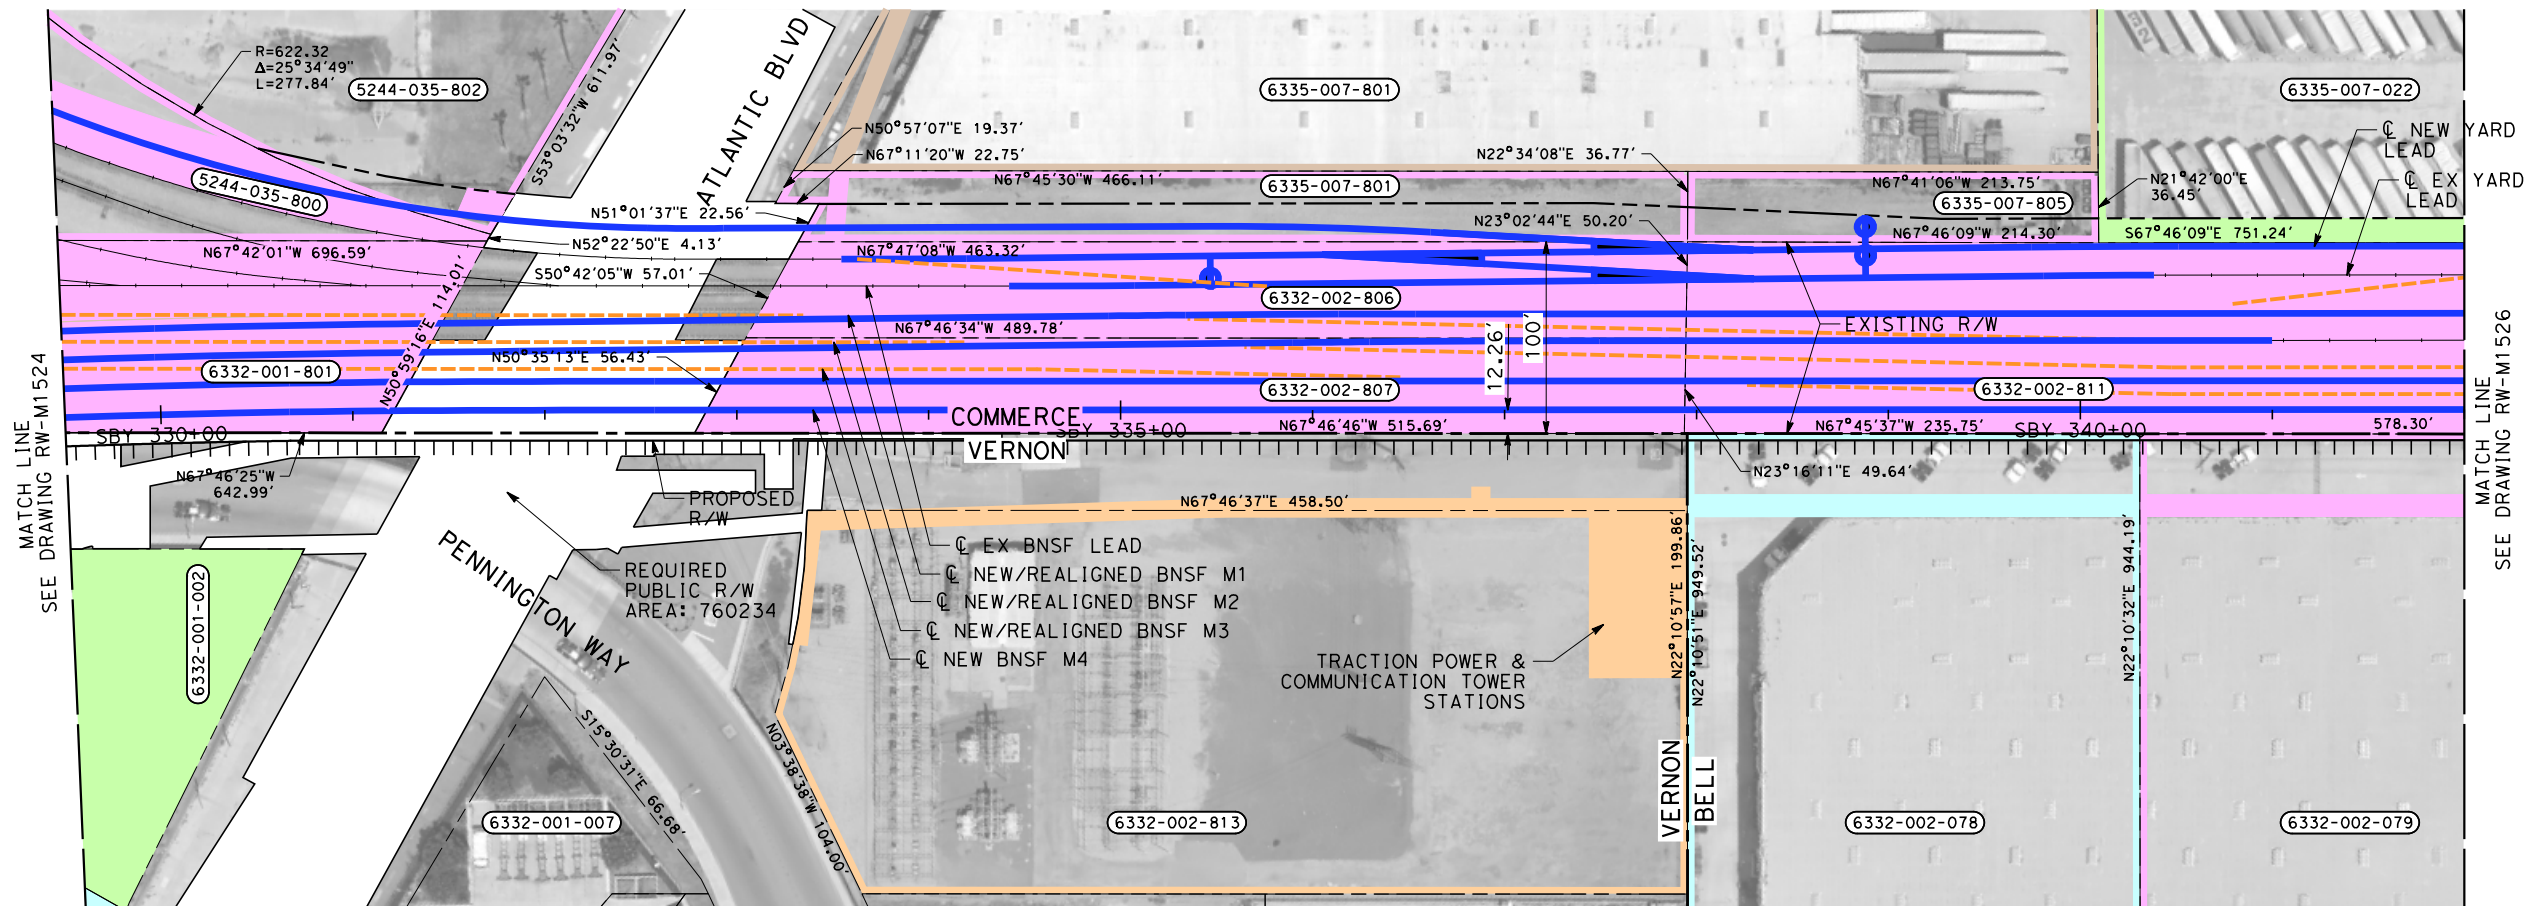 R=622.32
Δ=25°34'49"
L=277.84'
5244-035-802
S53°03'32"W 611.97'
ATLANTIC BLVD
6335-007-801
6335-007-022
℄ NEW YARD
LEAD
℄ EX YARD
LEAD
N50°57'07"E 19.37'
N67°11'20"W 22.75'
N22°34'08"E 36.77'
5244-035-800
N67°45'30"W 466.11'
6335-007-801
N67°41'06"W 213.75'
N21°42'00"E
36.45'
6335-007-805
N51°01'37"E 22.56'
N23°02'44"E 50.20'
N67°46'09"W 214.30'
S67°46'09"E 751.24'
N52°22'50"E 4.13'
N67°42'01"W 696.59'
N67°47'08"W 463.32'
S50°42'05"W 57.01'
N50°59'16"E 114.01'
6332-002-806
N67°46'34"W 489.78'
EXISTING R/W
12.26'
100'
N50°35'13"E 56.43'
6332-001-801
6332-002-807
6332-002-811
COMMERCE
VERNON
SBY 330+00
SBY 335+00
N67°46'46"W 515.69'
N67°45'37"W 235.75'
SBY 340+00
578.30'
MATCH LINE
SEE DRAWING RW-M1524
MATCH LINE
SEE DRAWING RW-M1526
N67°46'25"W
642.99'
PROPOSED
R/W
N23°16'11"E 49.64'
N67°46'37"E 458.50'
PENNINGTON WAY
REQUIRED
PUBLIC R/W
AREA: 760234
℄ EX BNSF LEAD
℄ NEW/REALIGNED BNSF M1
℄ NEW/REALIGNED BNSF M2
℄ NEW/REALIGNED BNSF M3
℄ NEW BNSF M4
N22°10'57"E 199.86'
N22°10'51"E 949.52'
N22°10'32"E 944.19'
6332-001-002
TRACTION POWER &
COMMUNICATION TOWER
STATIONS
S15°30'31"E 66.68'
N03°38'38"W 104.00'
VERNON
BELL
6332-001-007
6332-002-813
6332-002-078
6332-002-079